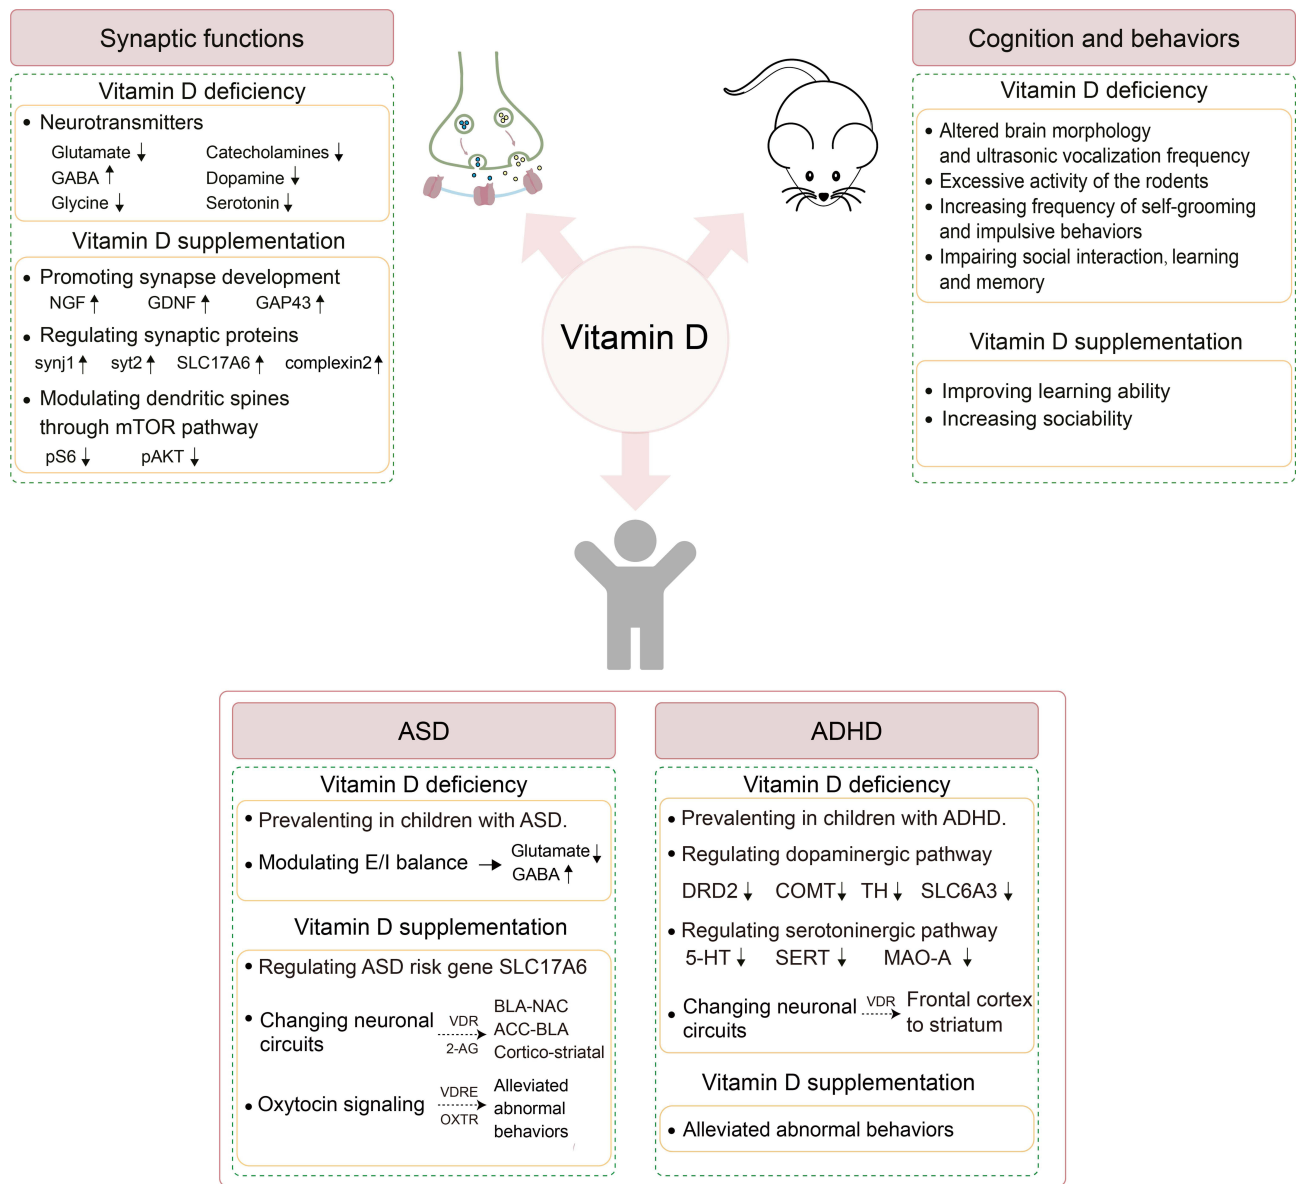 Synaptic functions
Vitamin D deficiency
• Neurotransmitters
Glutamate ↓ Catecholamines ↓
GABA ↑ Dopamine ↓
Glycine ↓ Serotonin ↓
Vitamin D supplementation
• Promoting synapse development
NGF ↑ GDNF ↑ GAP43 ↑
• Regulating synaptic proteins
synj1 ↑ syt2 ↑ SLC17A6 ↑ complexin2 ↑
• Modulating dendritic spines
through mTOR pathway
pS6 ↓ pAKT ↓
Vitamin D
Cognition and behaviors
Vitamin D deficiency
• Altered brain morphology
and ultrasonic vocalization frequency
• Excessive activity of the rodents
• Increasing frequency of self-grooming
and impulsive behaviors
• Impairing social interaction, learning
and memory
Vitamin D supplementation
• Improving learning ability
• Increasing sociability
ASD
Vitamin D deficiency
• Prevalenting in children with ASD.
• Modulating E/I balance → Glutamate ↓
GABA ↑
Vitamin D supplementation
• Regulating ASD risk gene SLC17A6
• Changing neuronal
circuits
VDR
2-AG
BLA-NAC
ACC-BLA
Cortico-striatal
• Oxytocin signaling
VDRE
OXTR
Alleviated
abnormal
behaviors
ADHD
Vitamin D deficiency
• Prevalenting in children with ADHD.
• Regulating dopaminergic pathway
DRD2 ↓ COMT ↓ TH ↓ SLC6A3 ↓
• Regulating serotoninergic pathway
5-HT ↓ SERT ↓ MAO-A ↓
• Changing neuronal
circuits
VDR
Frontal cortex
to striatum
Vitamin D supplementation
• Alleviated abnormal behaviors